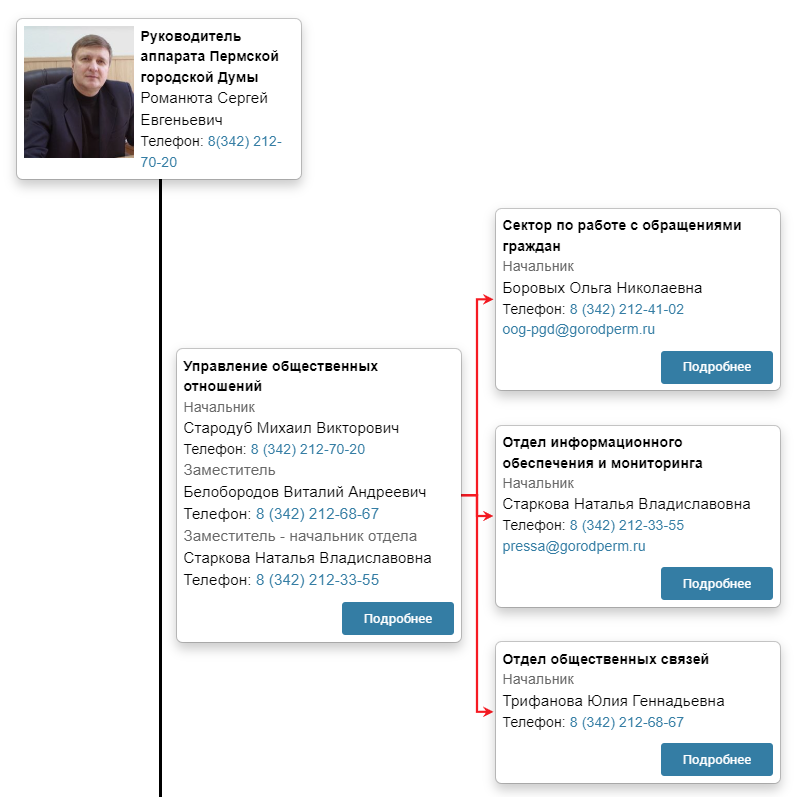 Руководитель
аппарата Пермской
городской Думы
Романюта Сергей
Евгеньевич
Телефон: 8(342) 212-
70-20
Управление общественных
отношений
Начальник
Стародуб Михаил Викторович
Телефон: 8 (342) 212-70-20
Заместитель
Белобородов Виталий Андреевич
Телефон: 8 (342) 212-68-67
Заместитель - начальник отдела
Старкова Наталья Владиславовна
Телефон: 8 (342) 212-33-55
Подробнее
Сектор по работе с обращениями
граждан
Начальник
Боровых Ольга Николаевна
Телефон: 8 (342) 212-41-02
oog-pgd@gorodperm.ru
Подробнее
Отдел информационного
обеспечения и мониторинга
Начальник
Старкова Наталья Владиславовна
Телефон: 8 (342) 212-33-55
pressa@gorodperm.ru
Подробнее
Отдел общественных связей
Начальник
Трифанова Юлия Геннадьевна
Телефон: 8 (342) 212-68-67
Подробнее